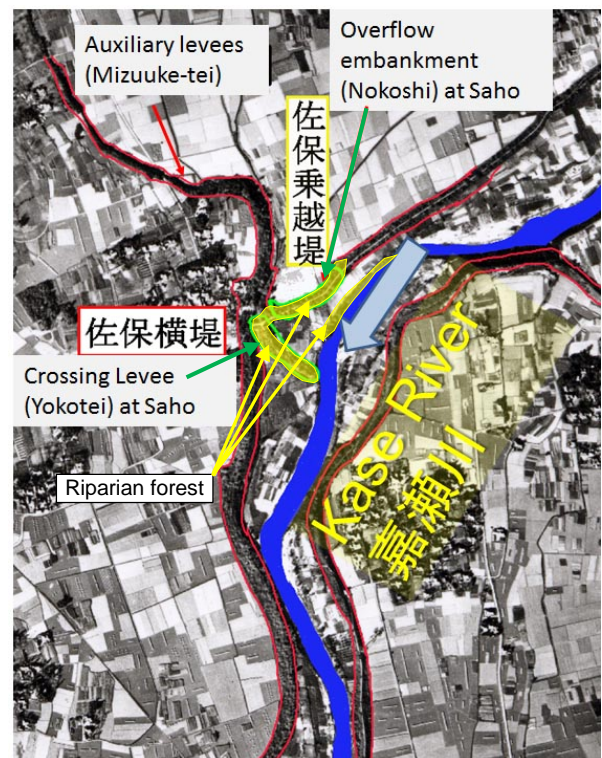 Auxiliary levees
(Mizuuke-tei)
Overflow
embankment
(Nokoshi) at Saho
佐保乗越堤
佐保横堤
Crossing Levee
(Yokotei) at Saho
Riparian forest
Kase River
嘉瀬川